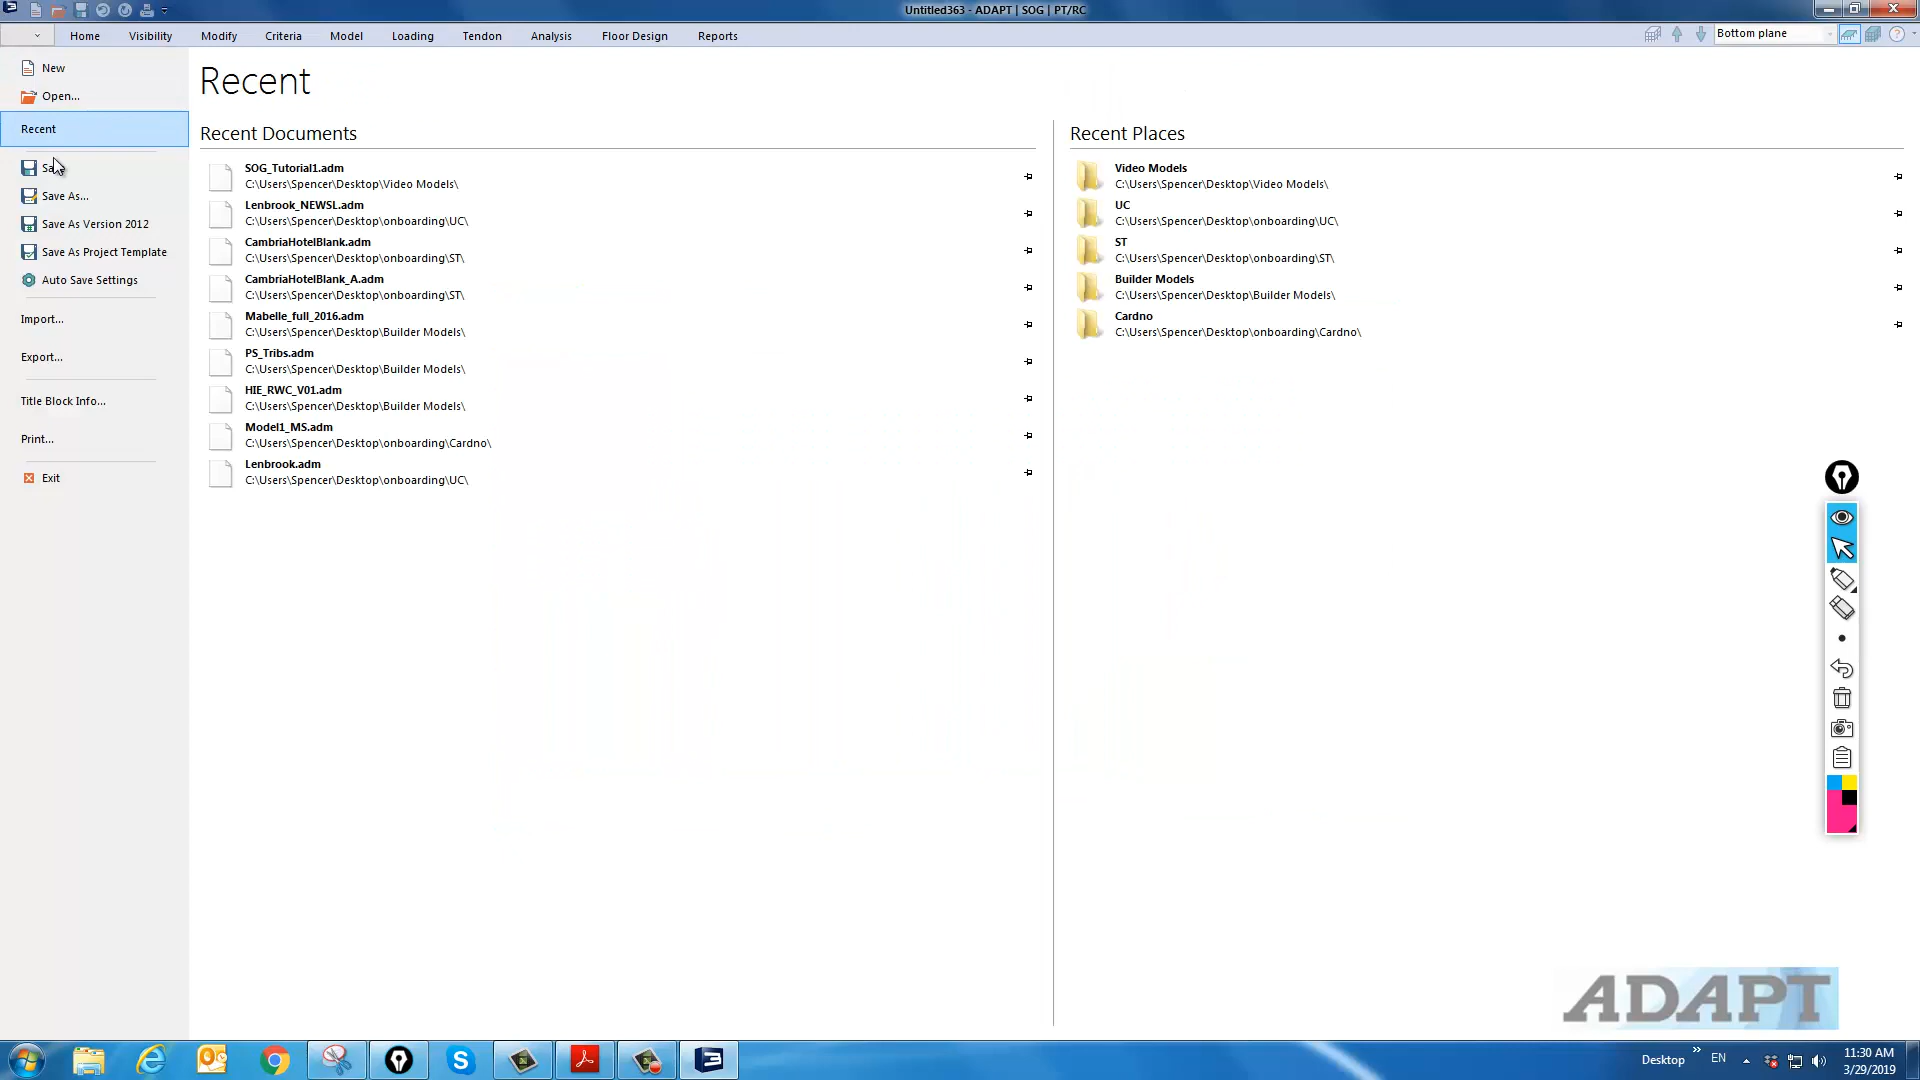 Untitled363 - ADAPT | SOG | PT/RC
Home Visibility Modify Criteria Model Loading Tendon Analysis Floor Design Reports
Bottom plane
New
Open...
Recent
Save As...
Save As Version 2012
Save As Project Template
Auto Save Settings
Import...
Export...
Title Block Info...
Print...
Exit
Recent
Recent Documents
SOG_Tutorial1.adm
C:\Users\Spencer\Desktop\Video Models\
Lenbrook_NEWSL.adm
C:\Users\Spencer\Desktop\onboarding\UC\
CambriaHotelBlank.adm
C:\Users\Spencer\Desktop\onboarding\ST\
CambriaHotelBlank_A.adm
C:\Users\Spencer\Desktop\onboarding\ST\
Mabelle_full_2016.adm
C:\Users\Spencer\Desktop\Builder Models\
PS_Tribs.adm
C:\Users\Spencer\Desktop\Builder Models\
HIE_RWC_V01.adm
C:\Users\Spencer\Desktop\Builder Models\
Model1_MS.adm
C:\Users\Spencer\Desktop\onboarding\Cardno\
Lenbrook.adm
C:\Users\Spencer\Desktop\onboarding\UC\
Recent Places
Video Models
C:\Users\Spencer\Desktop\Video Models\
UC
C:\Users\Spencer\Desktop\onboarding\UC\
ST
C:\Users\Spencer\Desktop\onboarding\ST\
Builder Models
C:\Users\Spencer\Desktop\Builder Models\
Cardno
C:\Users\Spencer\Desktop\onboarding\Cardno\
ADAPT
Desktop » EN
11:30 AM
3/29/2019